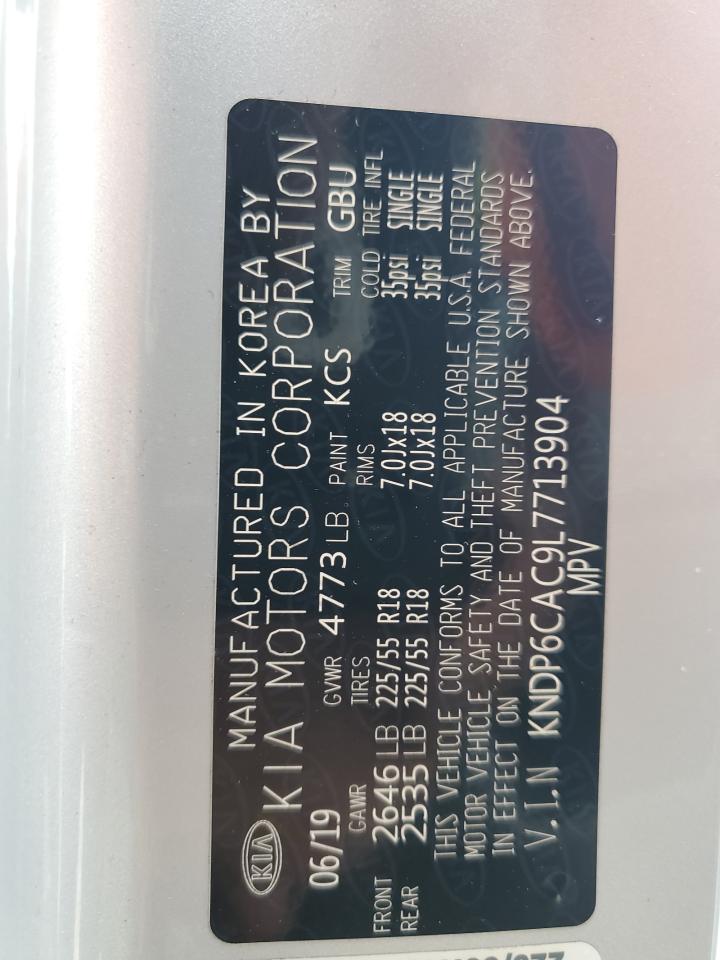 MANUFACTURED IN KOREA BY
KIA KIA MOTORS CORPORATION
06/19 GVWR 4773 LB. PAINT KCS TRIM GBU
GAWR TIRES RIMS COLD TIRE INFL
FRONT 2646 LB 225/55 R18 7.0Jx18 35psi SINGLE
REAR 2535 LB 225/55 R18 7.0Jx18 35psi SINGLE
THIS VEHICLE CONFORMS TO ALL APPLICABLE U.S.A. FEDERAL
MOTOR VEHICLE SAFETY AND THEFT PREVENTION STANDARDS
IN EFFECT ON THE DATE OF MANUFACTURE SHOWN ABOVE.
V.I.N KNDP6CAC9L7713904
MPV